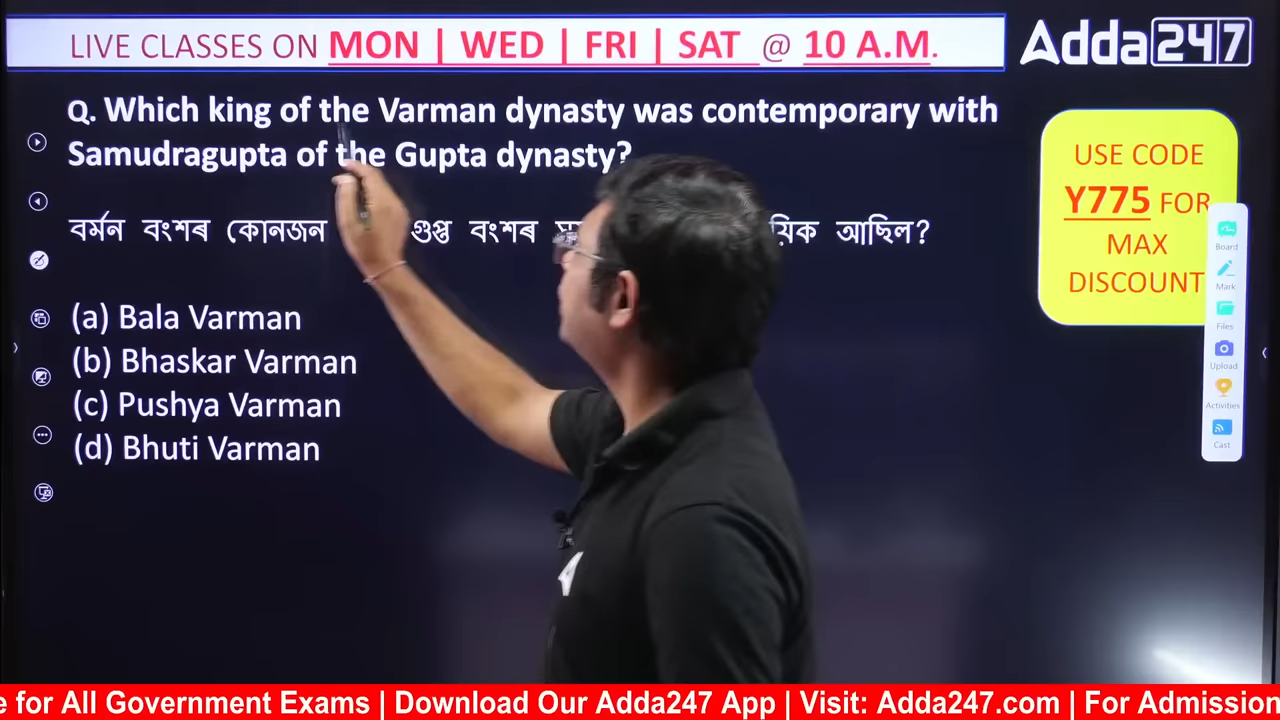 LIVE CLASSES ON MON | WED | FRI | SAT @ 10 A.M.
Adda247
Q. Which king of the Varman dynasty was contemporary with
Samudragupta of the Gupta dynasty?
বৰ্মন বংশৰ কোনজন গুপ্ত বংশৰ আছিল?
(a) Bala Varman
(b) Bhaskar Varman
(c) Pushya Varman
(d) Bhuti Varman
USE CODE
Y775 FOR
MAX
DISCOUNT
Board
Mark
Files
Upload
Activities
Cast
for All Government Exams | Download Our Adda247 App | Visit: Adda247.com | For Admission